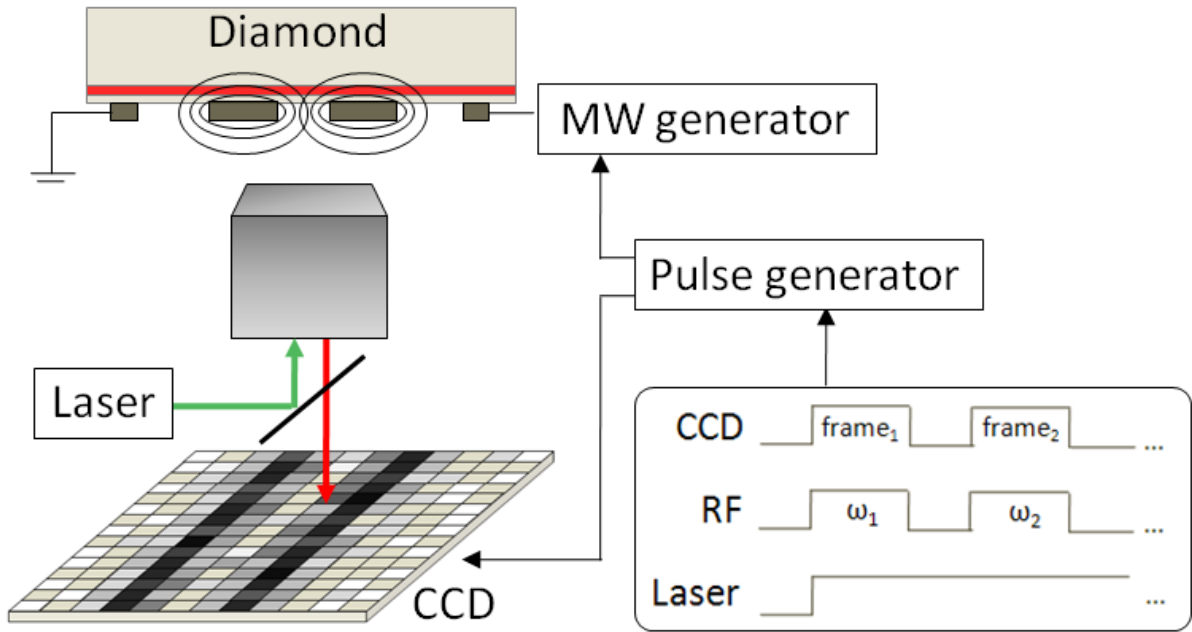 Diamond
MW generator
Pulse generator
Laser
CCD
CCD frame₁ frame₂ ...
RF ω₁ ω₂ ...
Laser ...